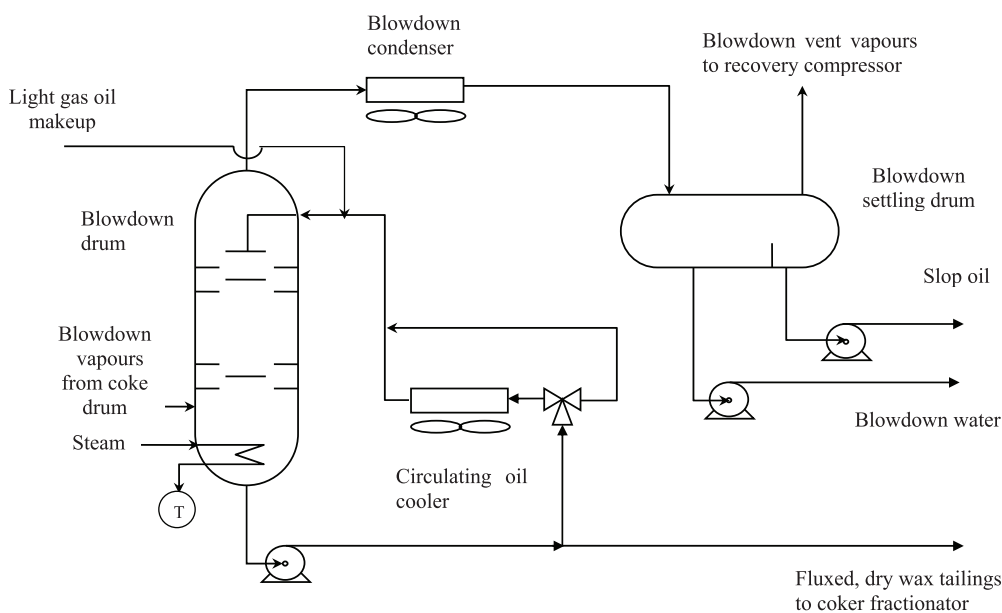 Blowdown
condenser
Blowdown vent vapours
to recovery compressor
Light gas oil
makeup
Blowdown
settling drum
Blowdown
drum
Slop oil
Blowdown
vapours
from coke
drum
Blowdown water
Steam
Circulating oil
cooler
T
Fluxed, dry wax tailings
to coker fractionator